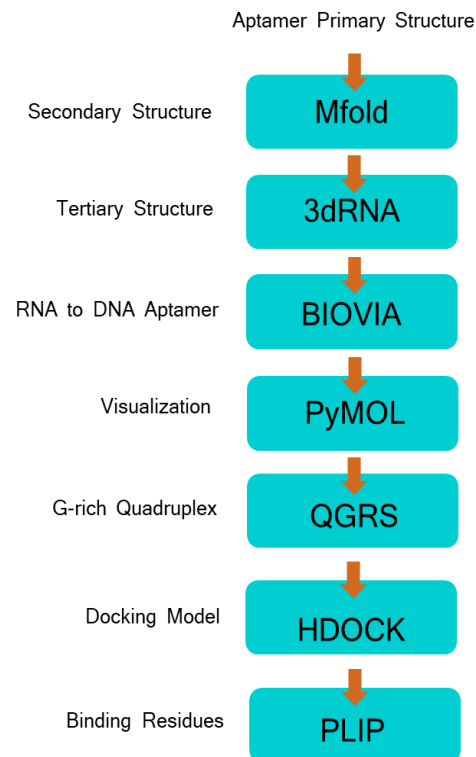 Aptamer Primary Structure
Secondary Structure
Mfold
Tertiary Structure
3dRNA
RNA to DNA Aptamer
BIOVIA
Visualization
PyMOL
G-rich Quadruplex
QGRS
Docking Model
HDOCK
Binding Residues
PLIP